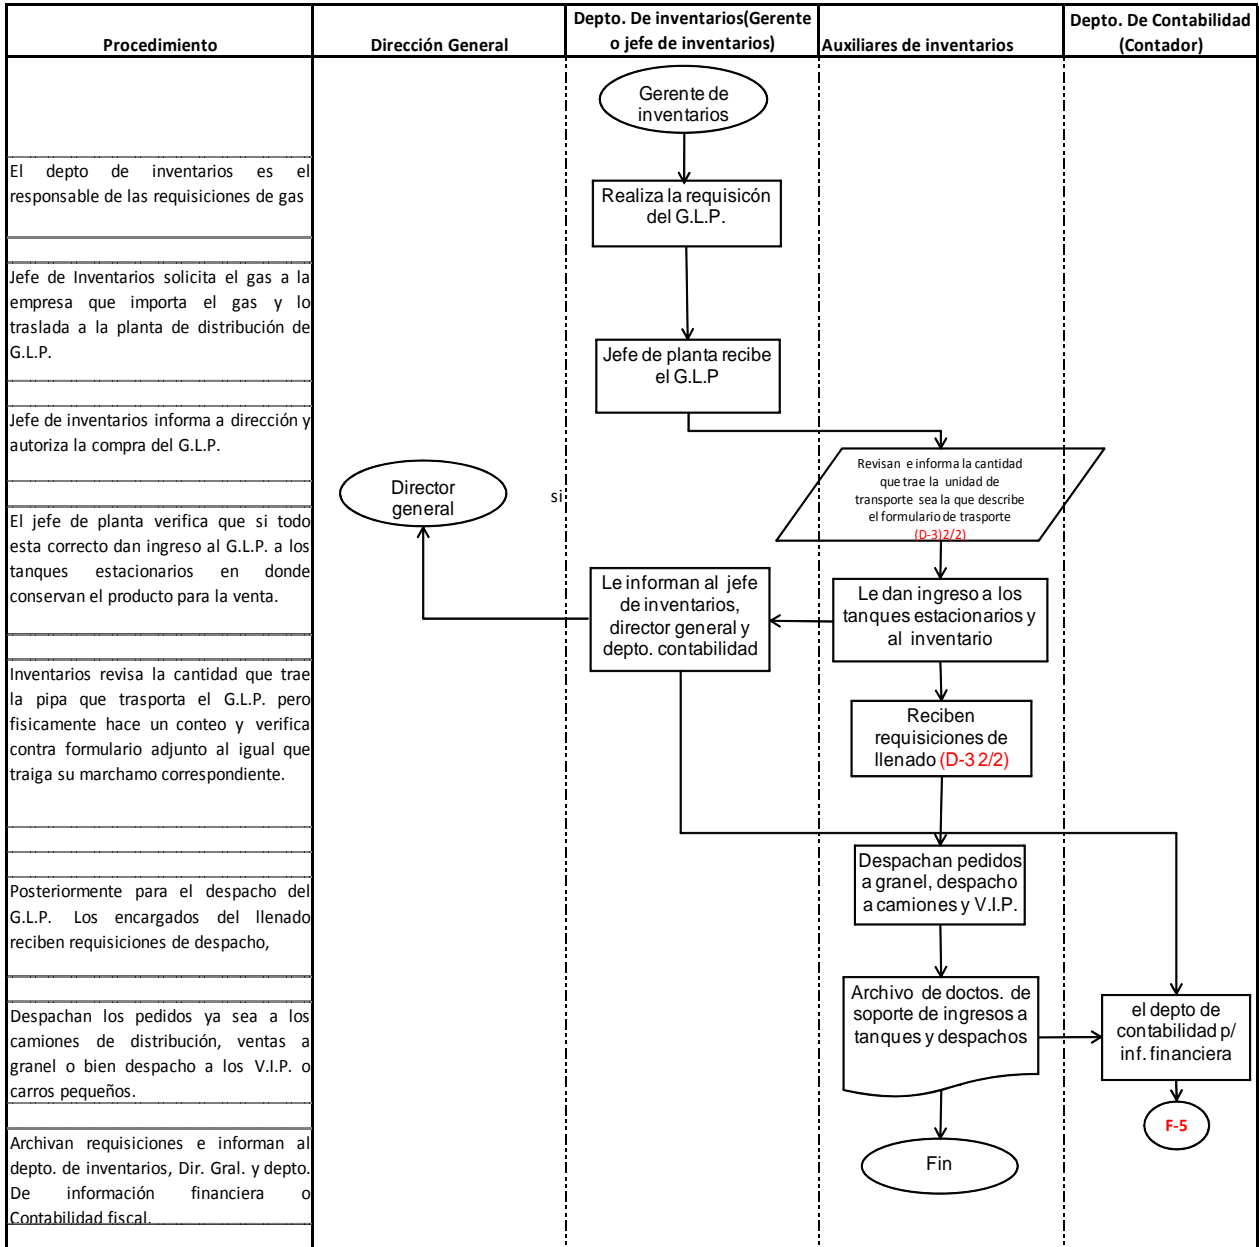 Procedimiento
Dirección General
Depto. De inventarios(Gerente
o jefe de inventarios)
Auxiliares de inventarios
Depto. De Contabilidad
(Contador)
Gerente de
inventarios
El depto de inventarios es el
responsable de las requisiciones de gas
Realiza la requisicón
del G.L.P.
Jefe de Inventarios solicita el gas a la
empresa que importa el gas y lo
traslada a la planta de distribución de
G.L.P.
Jefe de planta recibe
el G.L.P
Jefe de inventarios informa a dirección y
autoriza la compra del G.L.P.
Revisan e informa la cantidad
que trae la unidad de
transporte sea la que describe
el formulario de trasporte
(D-3)2/2)
Director
general
si
El jefe de planta verifica que si todo
esta correcto dan ingreso al G.L.P. a los
tanques estacionarios en donde
conservan el producto para la venta.
Le informan al jefe
de inventarios,
director general y
depto. contabilidad
Le dan ingreso a los
tanques estacionarios y
al inventario
Inventarios revisa la cantidad que trae
la pipa que trasporta el G.L.P. pero
fisicamente hace un conteo y verifica
contra formulario adjunto al igual que
traiga su marchamo correspondiente.
Reciben
requisiciones de
llenado (D-3 2/2)
Despachan pedidos
a granel, despacho
a camiones y V.I.P.
Posteriormente para el despacho del
G.L.P. Los encargados del llenado
reciben requisiciones de despacho,
Archivo de doctos. de
soporte de ingresos a
tanques y despachos
el depto de
contabilidad p/
inf. financiera
Despachan los pedidos ya sea a los
camiones de distribución, ventas a
granel o bien despacho a los V.I.P. o
carros pequeños.
F-5
Archivan requisiciones e informan al
depto. de inventarios, Dir. Gral. y depto.
De información financiera o
Contabilidad fiscal.
Fin